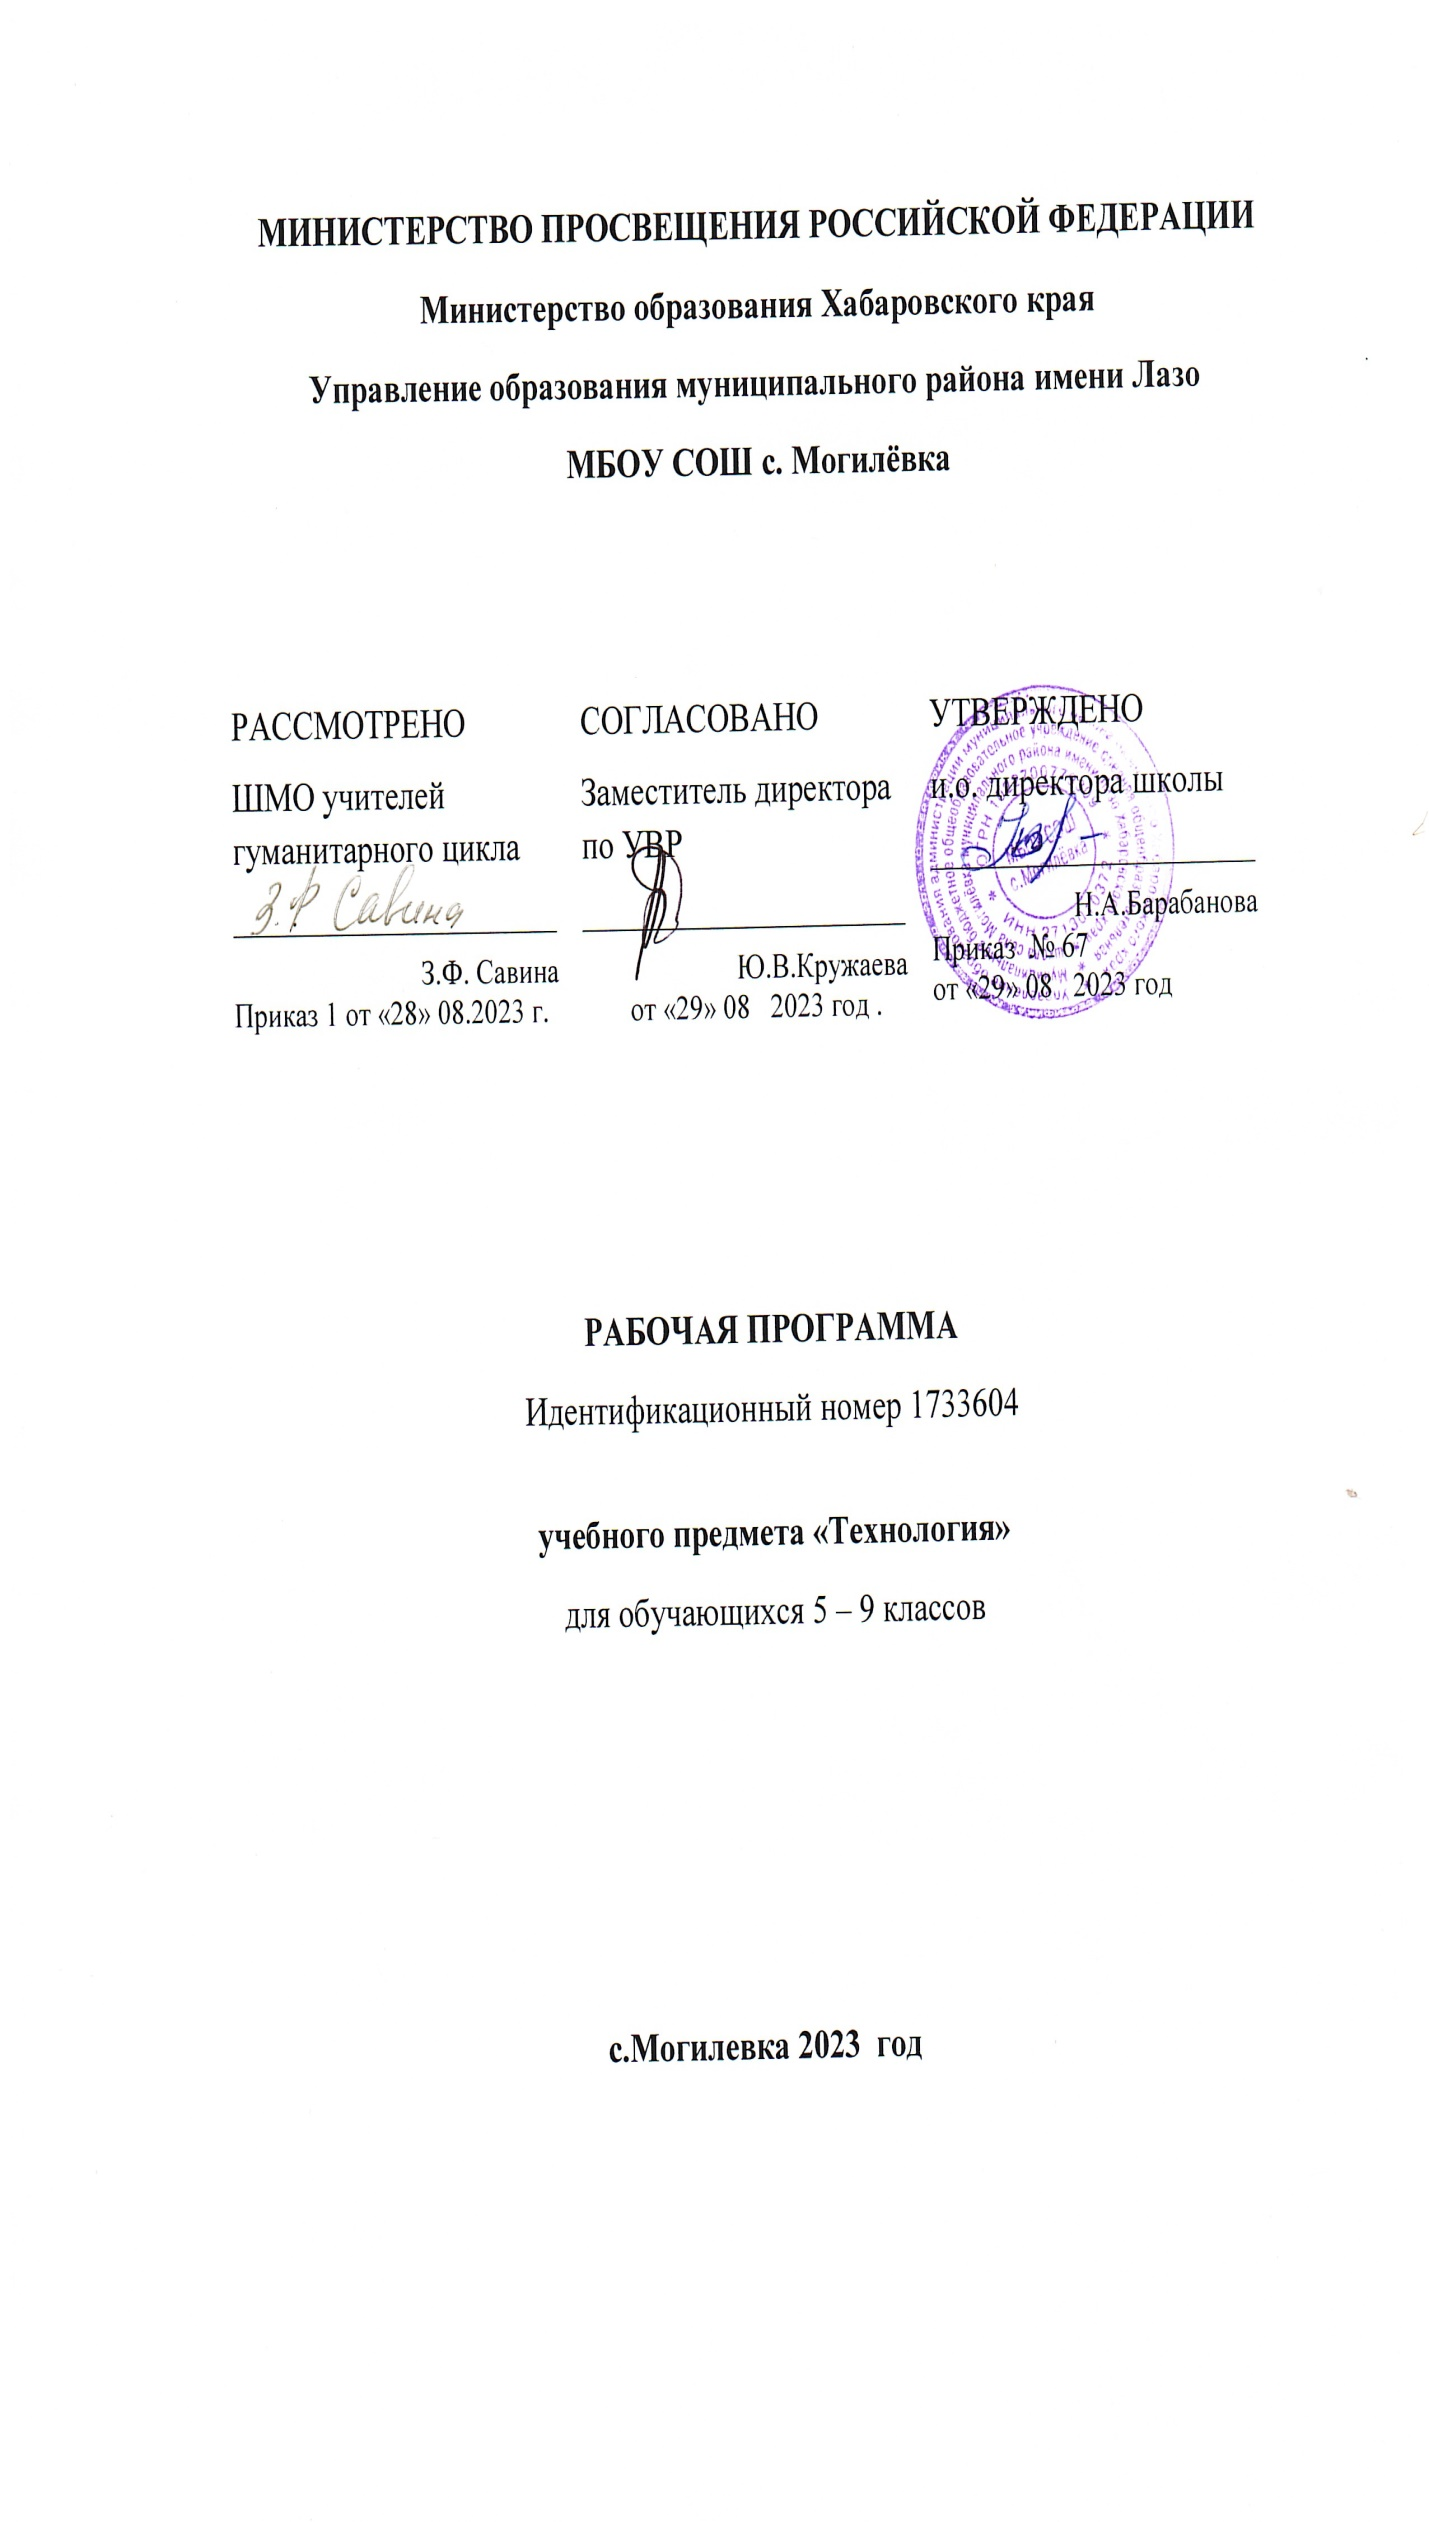 МИНИСТЕРСТВО ПРОСВЕЩЕНИЯ РОССИЙСКОЙ ФЕДЕРАЦИИ
Министерство образования Хабаровского края
Управление образования муниципального района имени Лазо
МБОУ СОШ с. Могилёвка
РАССМОТРЕНО
ШМО учителей
гуманитарного цикла
З.Ф Савина
З.Ф. Савина
Приказ 1 от «28» 08.2023 г.
СОГЛАСОВАНО
Заместитель директора
по УВР
Ю.В.Кружаева
от «29» 08 2023 год .
УТВЕРЖДЕНО
и.о. директора школы
Н.А.Барабанова
Приказ № 67
от «29» 08 2023 год
с.Могилёвка
РАБОЧАЯ ПРОГРАММА
Идентификационный номер 1733604
учебного предмета «Технология»
для обучающихся 5 – 9 классов
с.Могилевка 2023 год